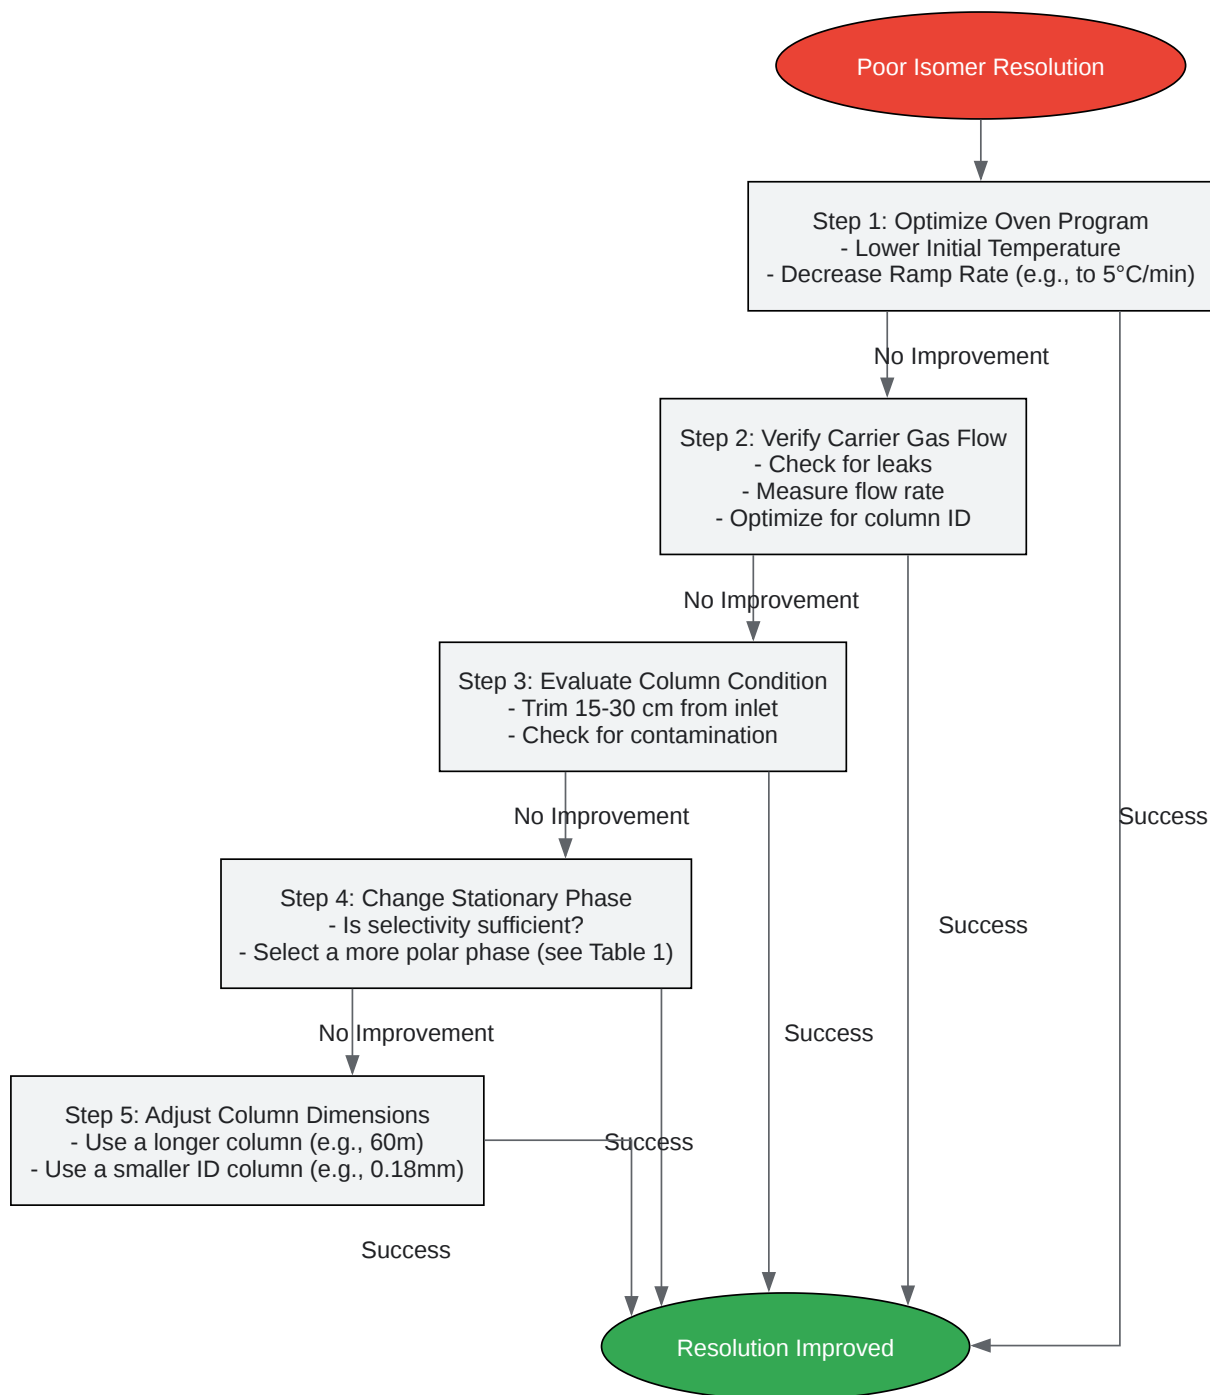 Poor Isomer Resolution
Step 1: Optimize Oven Program
- Lower Initial Temperature
- Decrease Ramp Rate (e.g., to 5°C/min)
No Improvement
Step 2: Verify Carrier Gas Flow
- Check for leaks
- Measure flow rate
- Optimize for column ID
No Improvement
Step 3: Evaluate Column Condition
- Trim 15-30 cm from inlet
- Check for contamination
No Improvement
Success
Step 4: Change Stationary Phase
- Is selectivity sufficient?
- Select a more polar phase (see Table 1)
Success
No Improvement
Success
Step 5: Adjust Column Dimensions
- Use a longer column (e.g., 60m)
- Use a smaller ID column (e.g., 0.18mm)
Success
Success
Resolution Improved